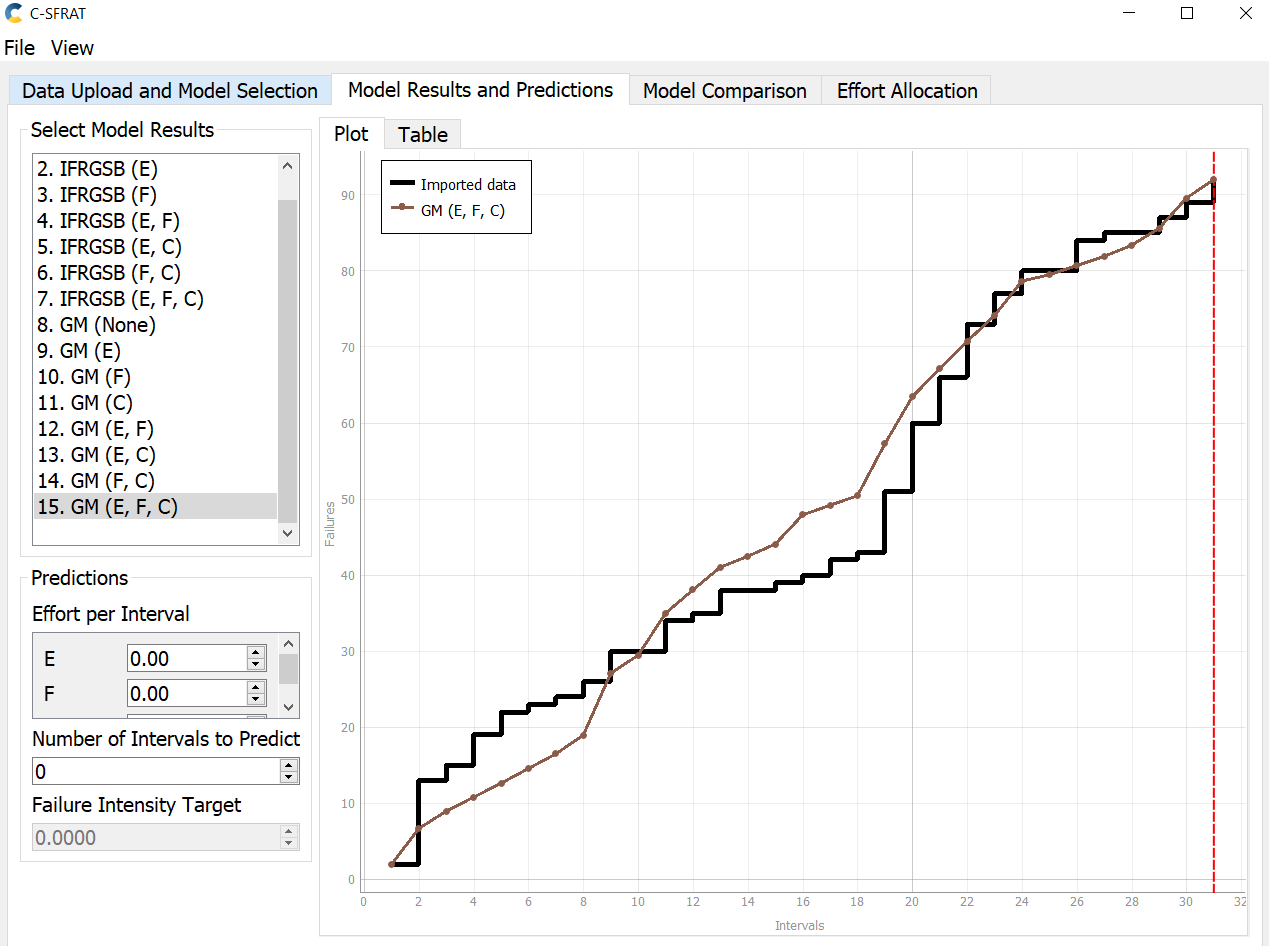 C-SFRAT
File View
Data Upload and Model Selection Model Results and Predictions Model Comparison Effort Allocation
Select Model Results
2. IFRGSB (E)
3. IFRGSB (F)
4. IFRGSB (E, F)
5. IFRGSB (E, C)
6. IFRGSB (F, C)
7. IFRGSB (E, F, C)
8. GM (None)
9. GM (E)
10. GM (F)
11. GM (C)
12. GM (E, F)
13. GM (E, C)
14. GM (F, C)
15. GM (E, F, C)
Predictions
Effort per Interval
E 0.00
F 0.00
Number of Intervals to Predict
0
Failure Intensity Target
0.0000
Plot Table
Imported data
GM (E, F, C)
90
80
70
60
50
40
30
20
10
0
Failures
0 2 4 6 8 10 12 14 16 18 20 22 24 26 28 30 32
Intervals